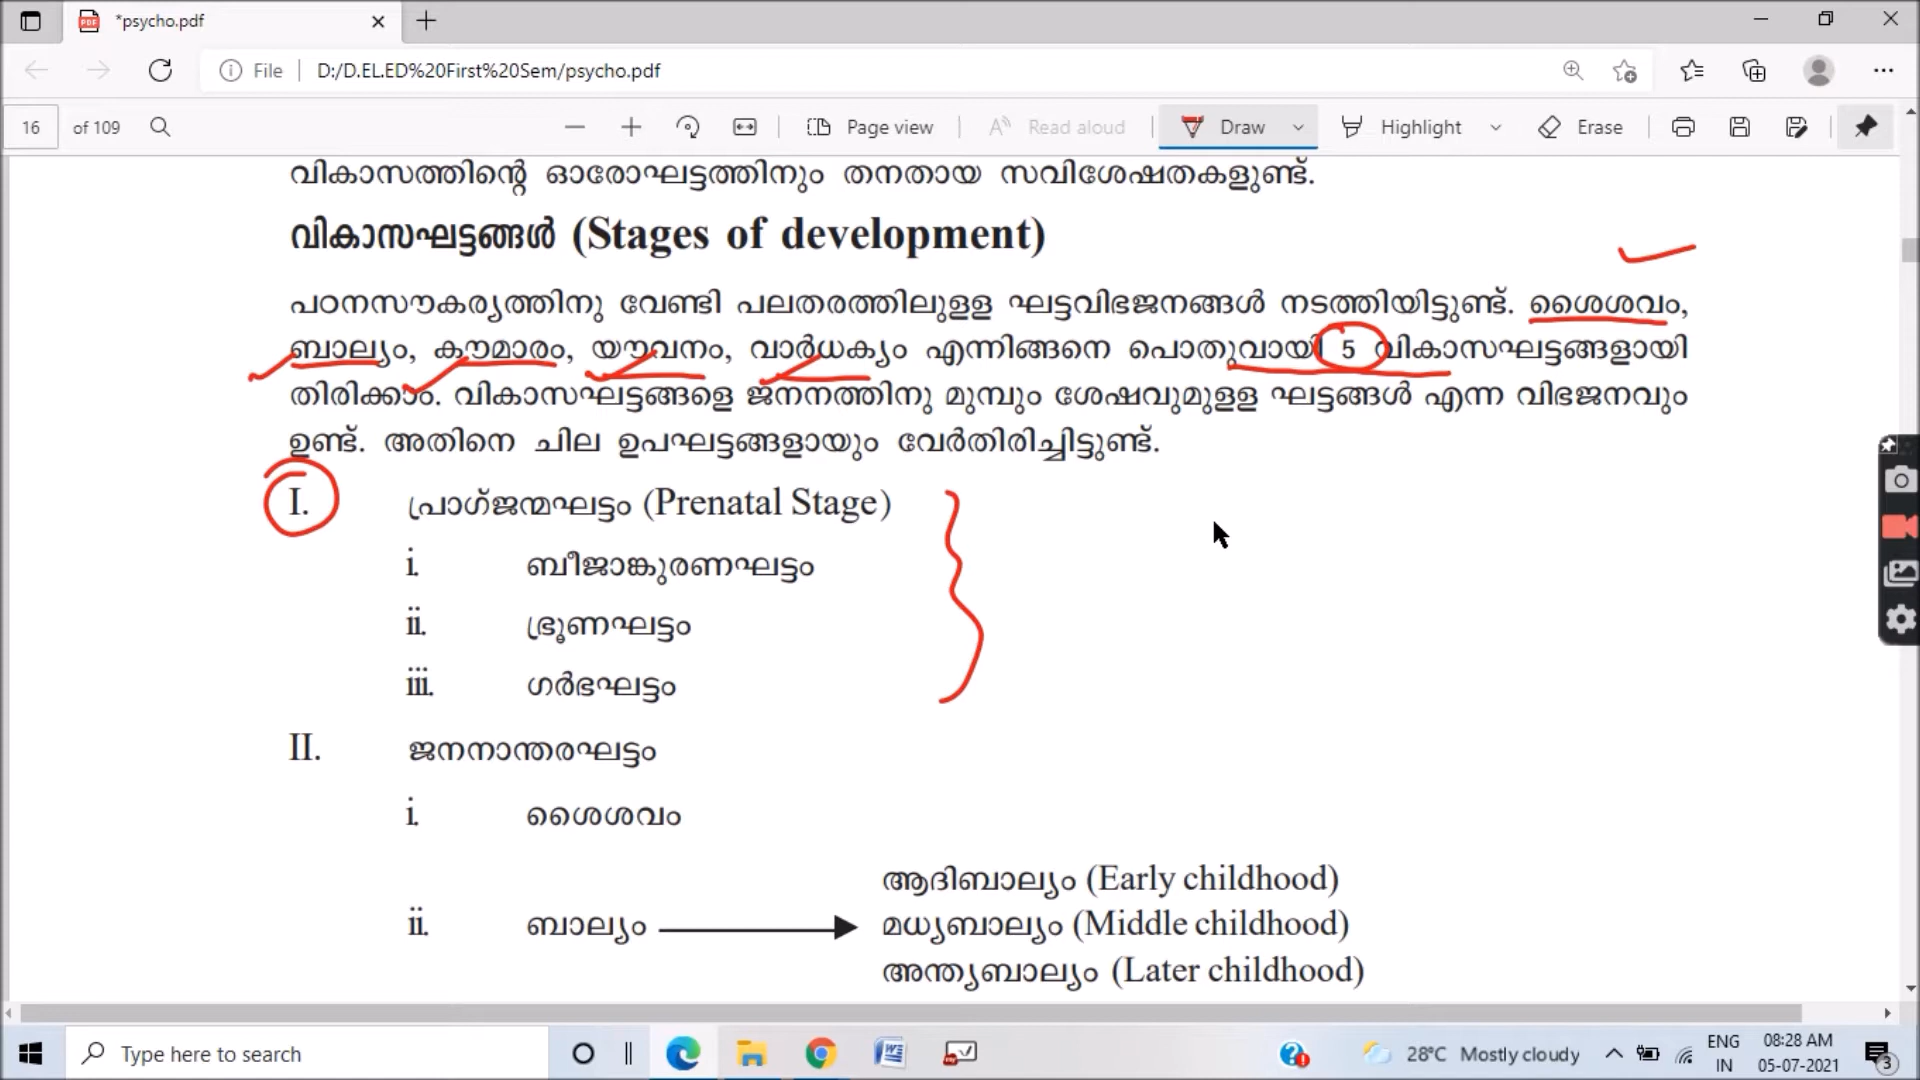 *psycho.pdf
File D:/D.EL.ED%20First%20Sem/psycho.pdf
16 of 109 Page view Read aloud Draw Highlight Erase
വികാസത്തിന്റെ ഓരോഘട്ടത്തിനും തനതായ സവിശേഷതകളുണ്ട്.
വികാസഘട്ടങ്ങൾ (Stages of development)
പഠനസൗകര്യത്തിനു വേണ്ടി പലതരത്തിലുളള ഘട്ടവിഭജനങ്ങൾ നടത്തിയിട്ടുണ്ട്. ശൈശവം,
ബാല്യം, കൗമാരം, യൗവനം, വാർധക്യം എന്നിങ്ങനെ പൊതുവായി 5 വികാസഘട്ടങ്ങളായി
തിരിക്കാം. വികാസഘട്ടങ്ങളെ ജനനത്തിനു മുമ്പും ശേഷവുമുളള ഘട്ടങ്ങൾ എന്ന വിഭജനവും
ഉണ്ട്. അതിനെ ചില ഉപഘട്ടങ്ങളായും വേർതിരിച്ചിട്ടുണ്ട്.
I. പ്രാഗ്ജന്മഘട്ടം (Prenatal Stage)
i. ബീജാങ്കുരണഘട്ടം
ii. ഭ്രൂണഘട്ടം
iii. ഗർഭഘട്ടം
II. ജനനാന്തരഘട്ടം
i. ശൈശവം
ആദിബാല്യം (Early childhood)
ii. ബാല്യം മധ്യബാല്യം (Middle childhood)
അന്ത്യബാല്യം (Later childhood)
Type here to search 28°C Mostly cloudy ENG 08:28 AM
IN 05-07-2021 3